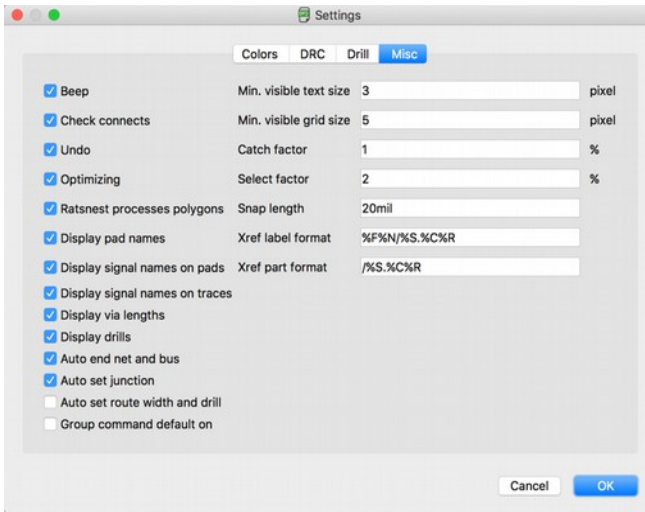 Settings
Colors DRC Drill Misc
Beep Min. visible text size 3 pixel
Check connects Min. visible grid size 5 pixel
Undo Catch factor 1 %
Optimizing Select factor 2 %
Ratsnest processes polygons Snap length 20mil
Display pad names Xref label format %F%N/%S.%C%R
Display signal names on pads Xref part format /%S.%C%R
Display signal names on traces
Display via lengths
Display drills
Auto end net and bus
Auto set junction
Auto set route width and drill
Group command default on
Cancel OK